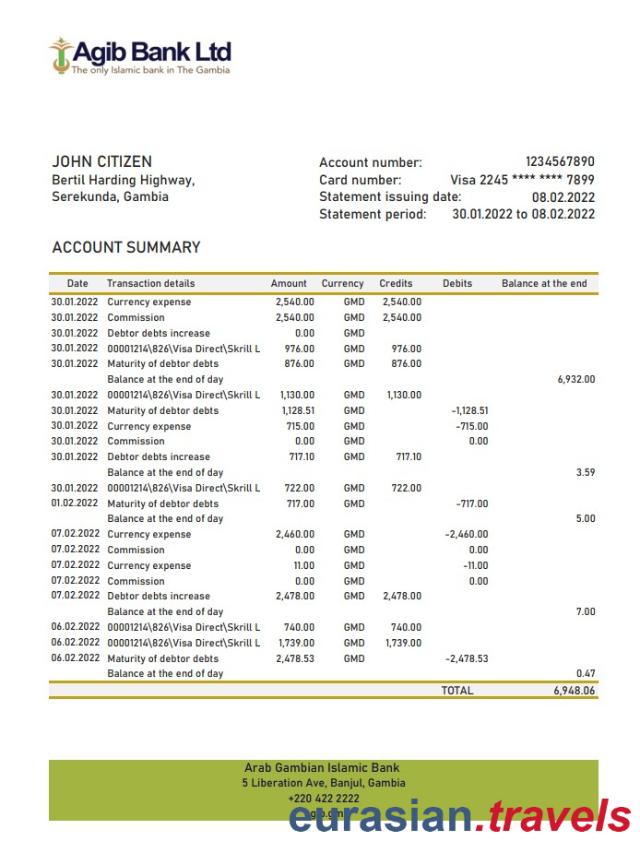 Agib Bank Ltd
The only Islamic bank in The Gambia
JOHN CITIZEN
Bertil Harding Highway,
Serekunda, Gambia
Account number: 1234567890
Card number: Visa 2245 **** **** 7899
Statement issuing date: 08.02.2022
Statement period: 30.01.2022 to 08.02.2022
ACCOUNT SUMMARY
Date Transaction details Amount Currency Credits Debits Balance at the end
30.01.2022 Currency expense 2,540.00 GMD 2,540.00
30.01.2022 Commission 2,540.00 GMD 2,540.00
30.01.2022 Debtor debts increase 0.00 GMD
30.01.2022 00001214\826\Visa Direct\Skrill L 976.00 GMD 976.00
30.01.2022 Maturity of debtor debts 876.00 GMD 876.00
Balance at the end of day 6,932.00
30.01.2022 00001214\826\Visa Direct\Skrill L 1,130.00 GMD 1,130.00
30.01.2022 Maturity of debtor debts 1,128.51 GMD -1,128.51
30.01.2022 Currency expense 715.00 GMD -715.00
30.01.2022 Commission 0.00 GMD 0.00
30.01.2022 Debtor debts increase 717.10 GMD 717.10
Balance at the end of day 3.59
30.01.2022 00001214\826\Visa Direct\Skrill L 722.00 GMD 722.00
01.02.2022 Maturity of debtor debts 717.00 GMD -717.00
Balance at the end of day 5.00
07.02.2022 Currency expense 2,460.00 GMD -2,460.00
07.02.2022 Commission 0.00 GMD 0.00
07.02.2022 Currency expense 11.00 GMD -11.00
07.02.2022 Commission 0.00 GMD 0.00
07.02.2022 Debtor debts increase 2,478.00 GMD 2,478.00
Balance at the end of day 7.00
06.02.2022 00001214\826\Visa Direct\Skrill L 740.00 GMD 740.00
06.02.2022 00001214\826\Visa Direct\Skrill L 1,739.00 GMD 1,739.00
06.02.2022 Maturity of debtor debts 2,478.53 GMD -2,478.53
Balance at the end of day 0.47
TOTAL 6,948.06
Arab Gambian Islamic Bank
5 Liberation Ave, Banjul, Gambia
+220 422 2222
eurasian.travels